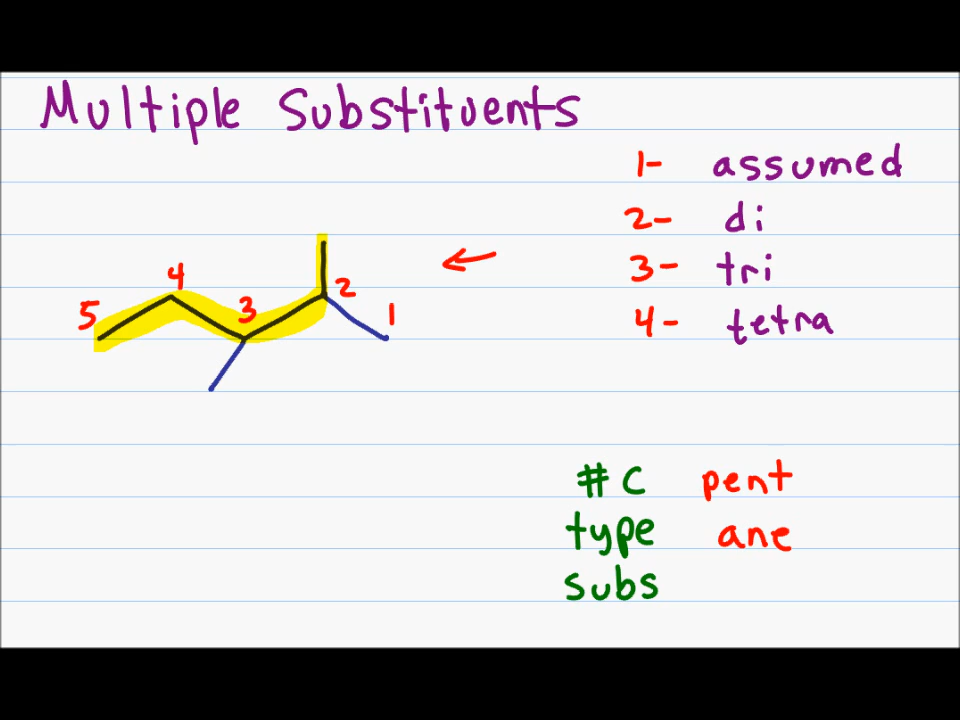 Multiple Substituents
1- assumed
2- di
3- tri
4- tetra
5 4 3 2 1
#C pent
type ane
subs